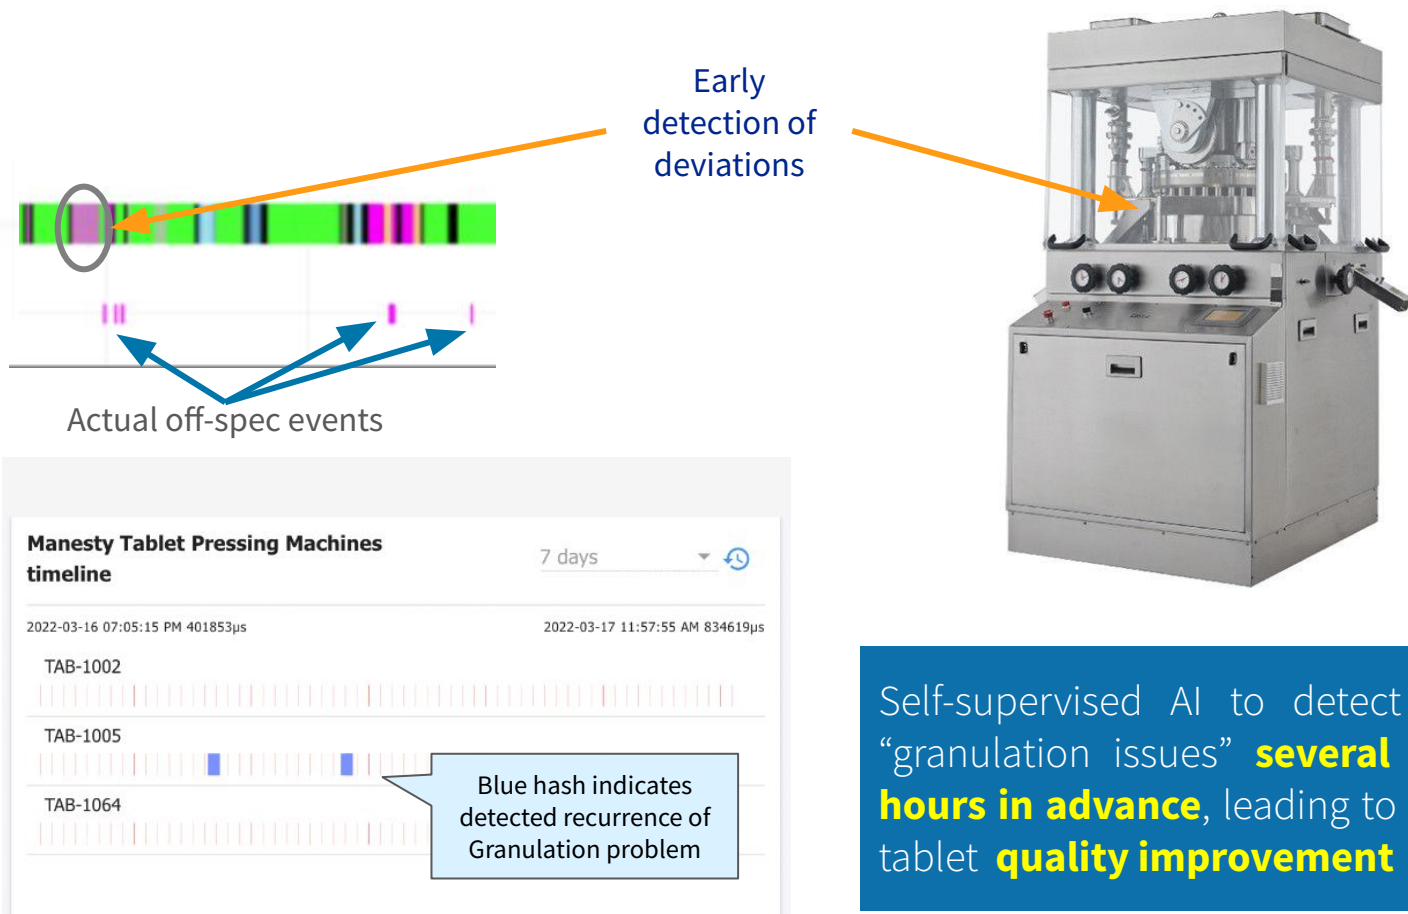 Early
detection of
deviations
Actual off-spec events
Manesty Tablet Pressing Machines
timeline
7 days
2022-03-16 07:05:15 PM 401853µs
2022-03-17 11:57:55 AM 834619µs
TAB-1002
TAB-1005
TAB-1064
Blue hash indicates
detected recurrence of
Granulation problem
Self-supervised AI to detect
“granulation issues” several
hours in advance, leading to
tablet quality improvement